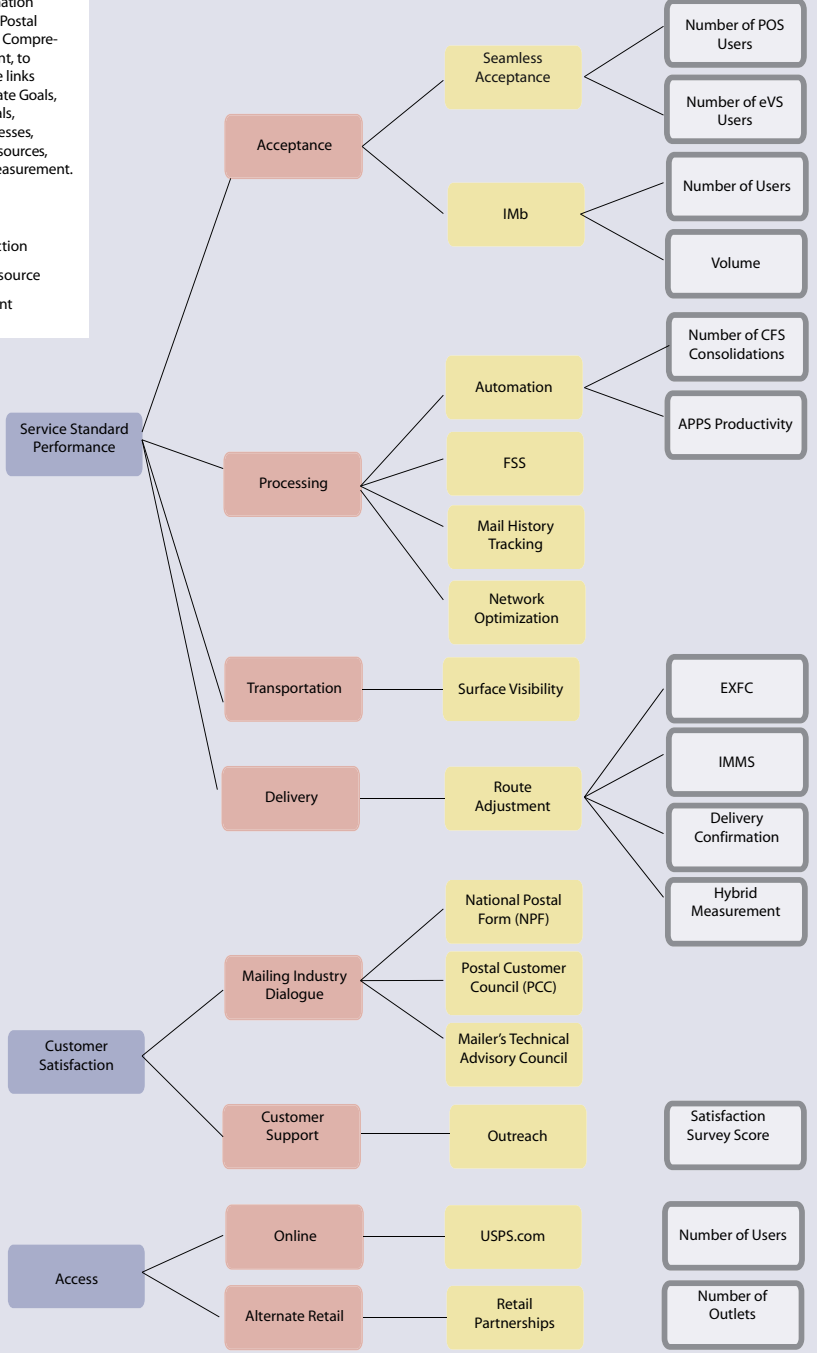 Postal
Compre-
nt, to
links
ate Goals,
als,
esses,
sources,
easurement.
ction
source
nt
Number of POS
Users
Seamless
Acceptance
Number of eVS
Users
Acceptance
Number of Users
IMb
Volume
Number of CFS
Consolidations
Automation
APPS Productivity
Service Standard
Performance
FSS
Processing
Mail History
Tracking
Network
Optimization
Transportation
Surface Visibility
EXFC
IMMS
Delivery
Route
Adjustment
Delivery
Confirmation
Hybrid
Measurement
National Postal
Form (NPF)
Mailing Industry
Dialogue
Postal Customer
Council (PCC)
Mailer’s Technical
Advisory Council
Customer
Satisfaction
Customer
Support
Outreach
Satisfaction
Survey Score
Online
USPS.com
Number of Users
Access
Alternate Retail
Retail
Partnerships
Number of
Outlets